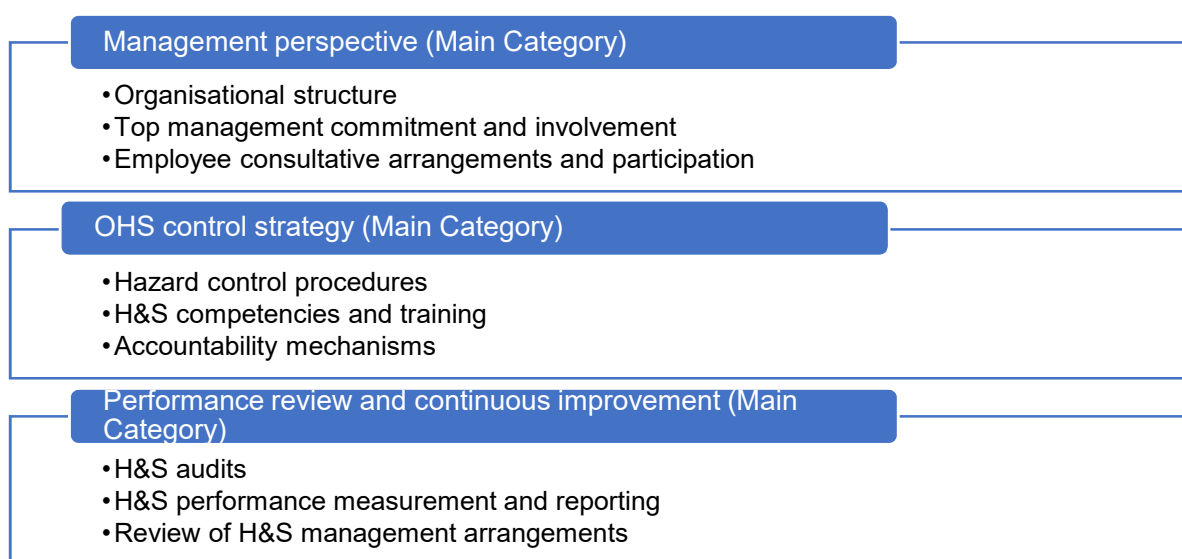 Management perspective (Main Category)
•Organisational structure
•Top management commitment and involvement
•Employee consultative arrangements and participation
OHS control strategy (Main Category)
•Hazard control procedures
•H&S competencies and training
•Accountability mechanisms
Performance review and continuous improvement (Main
Category)
•H&S audits
•H&S performance measurement and reporting
•Review of H&S management arrangements